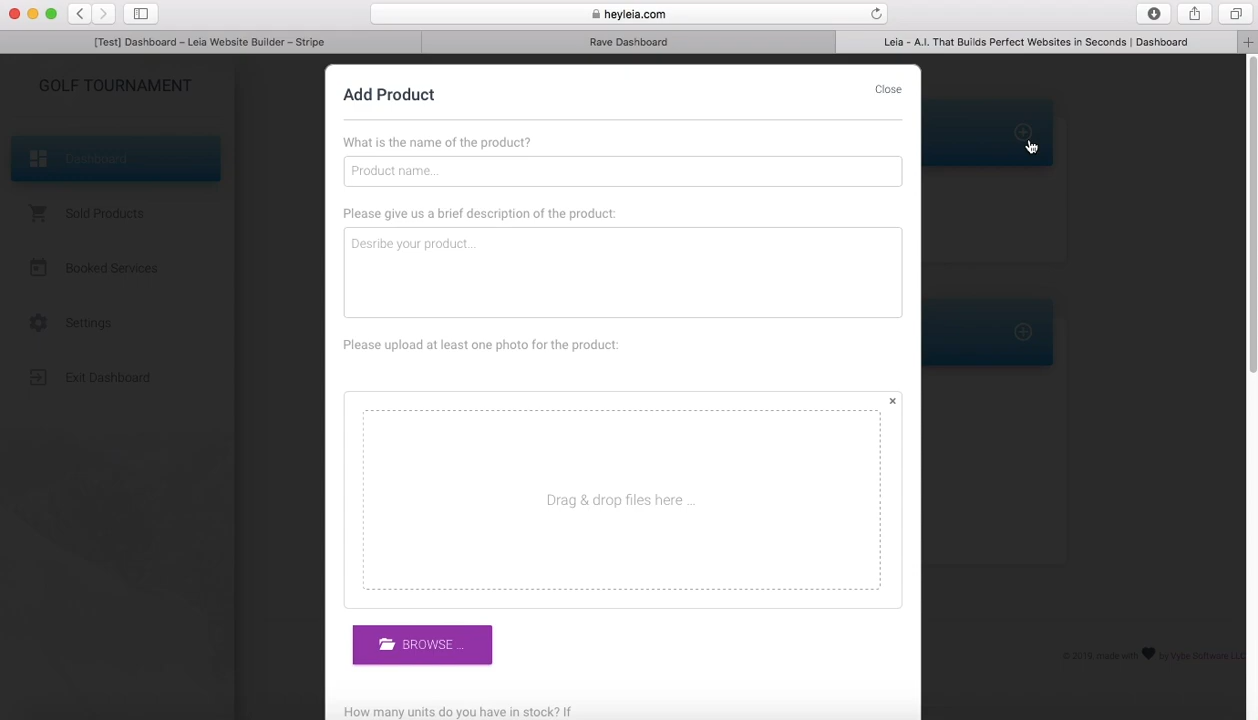 heyleia.com
[Test] Dashboard – Leia Website Builder – Stripe
Rave Dashboard
Leia - A.I. That Builds Perfect Websites in Seconds | Dashboard
GOLF TOURNAMENT
Dashboard
Sold Products
Booked Services
Settings
Exit Dashboard
Add Product
Close
What is the name of the product?
Product name...
Please give us a brief description of the product:
Desribe your product...
Please upload at least one photo for the product:
×
Drag & drop files here ...
BROWSE ...
How many units do you have in stock? If
© 2019, made with by Vybe Software LLC